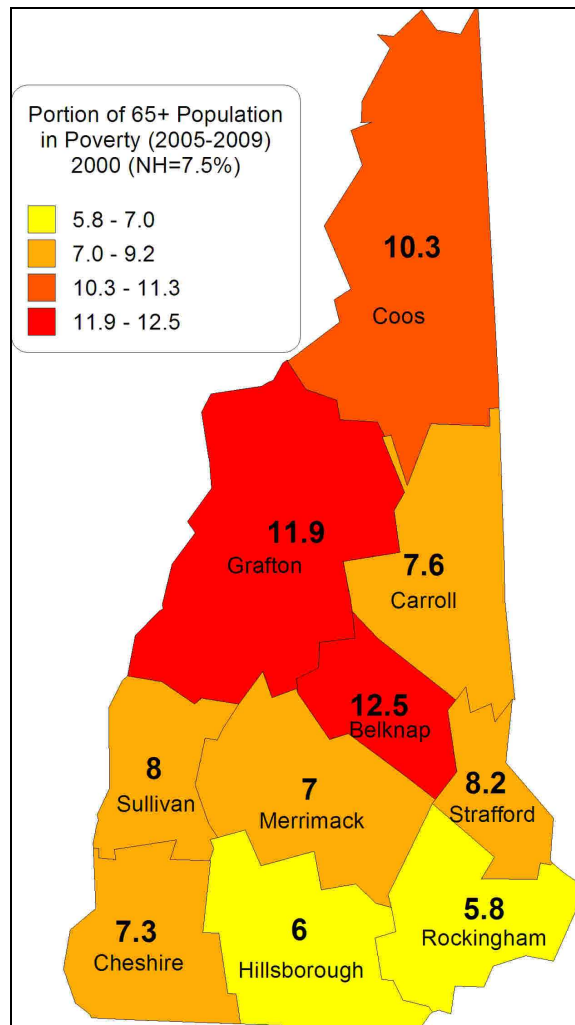 Portion of 65+ Population
in Poverty (2005-2009)
2000 (NH=7.5%)
5.8 - 7.0
7.0 - 9.2
10.3 - 11.3
11.9 - 12.5
10.3
Coos
11.9
Grafton
7.6
Carroll
12.5
Belknap
8
Sullivan
7
Merrimack
8.2
Strafford
7.3
Cheshire
6
Hillsborough
5.8
Rockingham